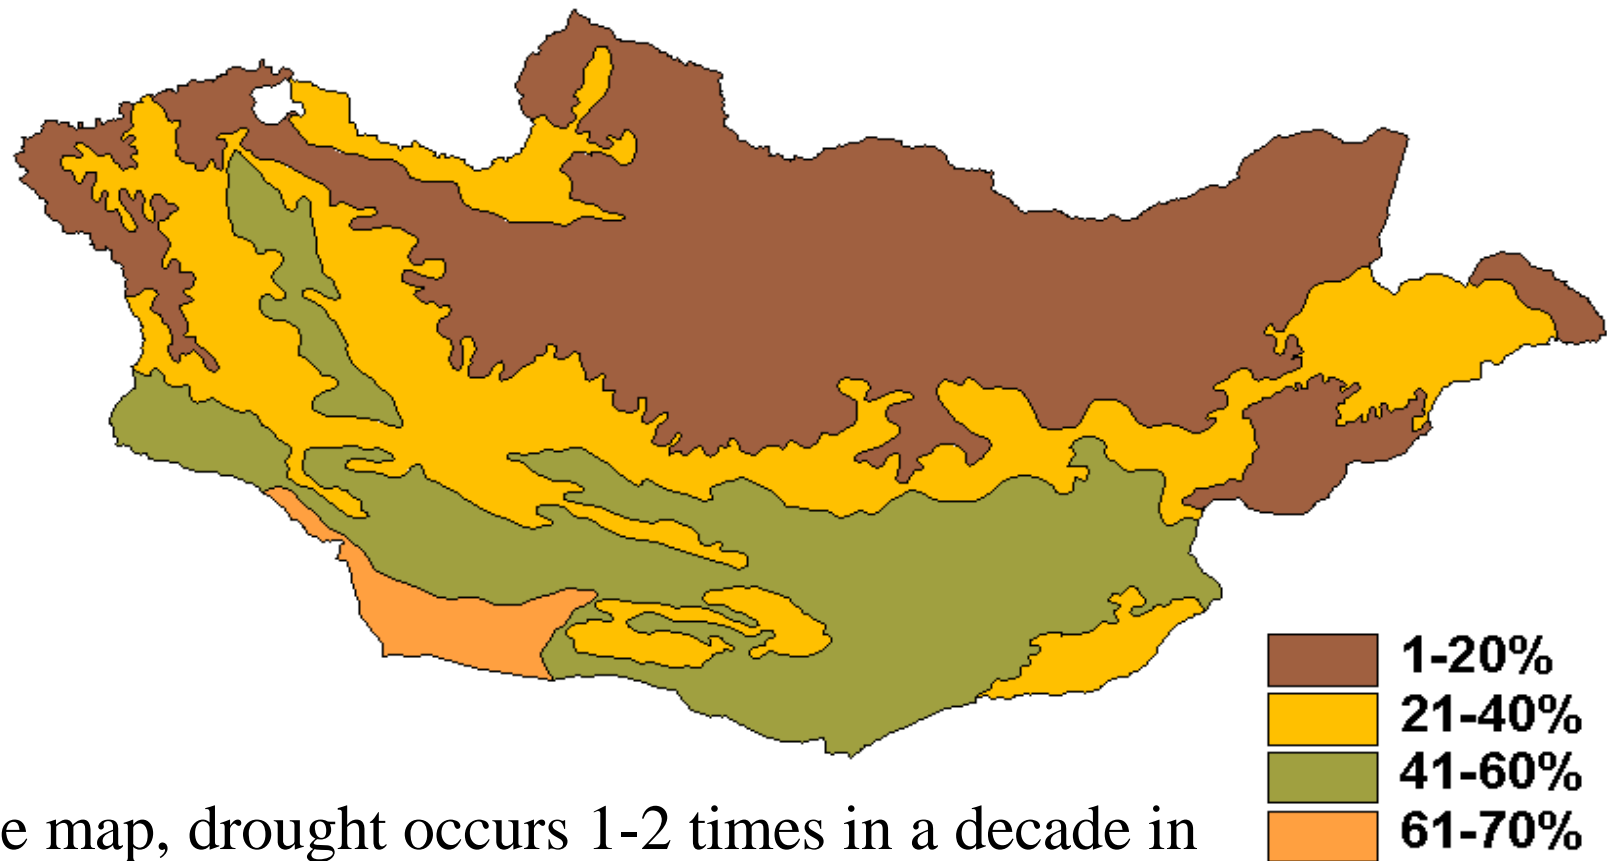 1-20%
21-40%
41-60%
61-70%
e map, drought occurs 1-2 times in a decade in